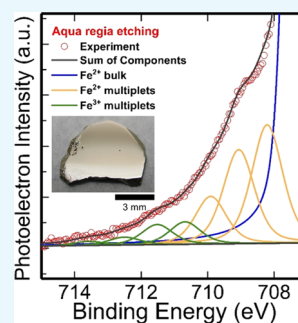 Photoelectron Intensity (a.u.)
Aqua regia etching
Experiment
Sum of Components
Fe²⁺ bulk
Fe²⁺ multiplets
Fe³⁺ multiplets
3 mm
714 712 710 708
Binding Energy (eV)